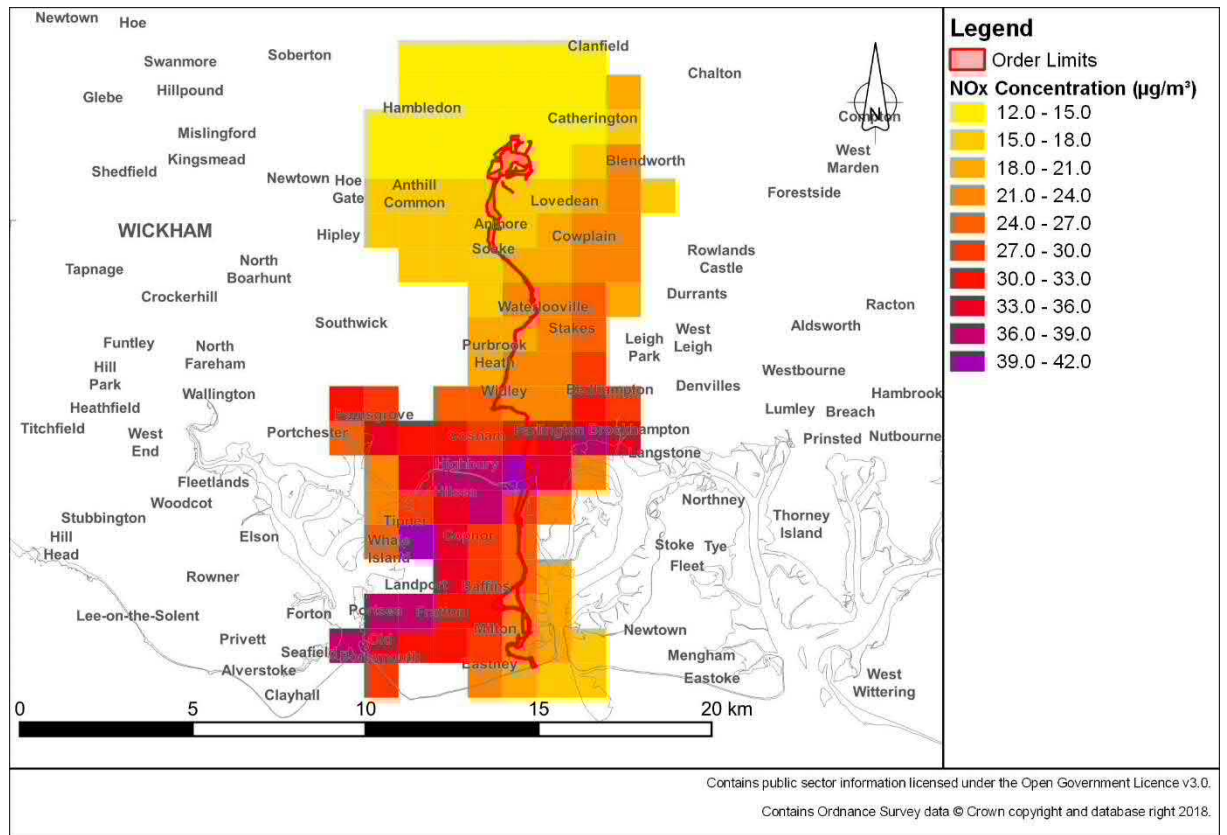 Newtown
Hoe
Clanfield
Soberton
Swanmore
Chalton
Hillpound
Glebe
Hambledon
Compton
N
Catherington
Mislingford
West
Marden
Kingsmead
Blendworth
Shedfield
Newtown
Hoe
Gate
Anthill
Common
Forestside
Lovedean
Anmore
WICKHAM
Hipley
Cowplain
Soake
Rowlands
Castle
North
Boarhunt
Tapnage
Crockerhill
Durrants
Waterlooville
Racton
Southwick
Stakes
Aldsworth
West
Leigh
Leigh
Park
Funtley
North
Fareham
Purbrook
Heath
Hill
Park
Westbourne
Wallington
Widley
Bedhampton
Denvilles
Hambrook
Heathfield
Lumley
Breach
Titchfield
West
End
Portchester
Cosham
Farlington
Brockhampton
Prinsted
Nutbourne
Langstone
Highbury
Fleetlands
Hilsea
Woodcot
Northney
Stubbington
Tipner
Thorney
Island
Hill
Head
Elson
Whale
Island
Copnor
Stoke
Tye
Fleet
Rowner
Landport
Baffins
Lee-on-the-Solent
Forton
Portsea
Fratton
Privett
Milton
Newtown
Seafield
Old
Portsmouth
Mengham
Alverstoke
Eastney
Eastoke
West
Wittering
Clayhall
0 5 10 15 20 km
Legend
Order Limits
NOx Concentration (µg/m³)
12.0 - 15.0
15.0 - 18.0
18.0 - 21.0
21.0 - 24.0
24.0 - 27.0
27.0 - 30.0
30.0 - 33.0
33.0 - 36.0
36.0 - 39.0
39.0 - 42.0
Contains public sector information licensed under the Open Government Licence v3.0.
Contains Ordnance Survey data © Crown copyright and database right 2018.